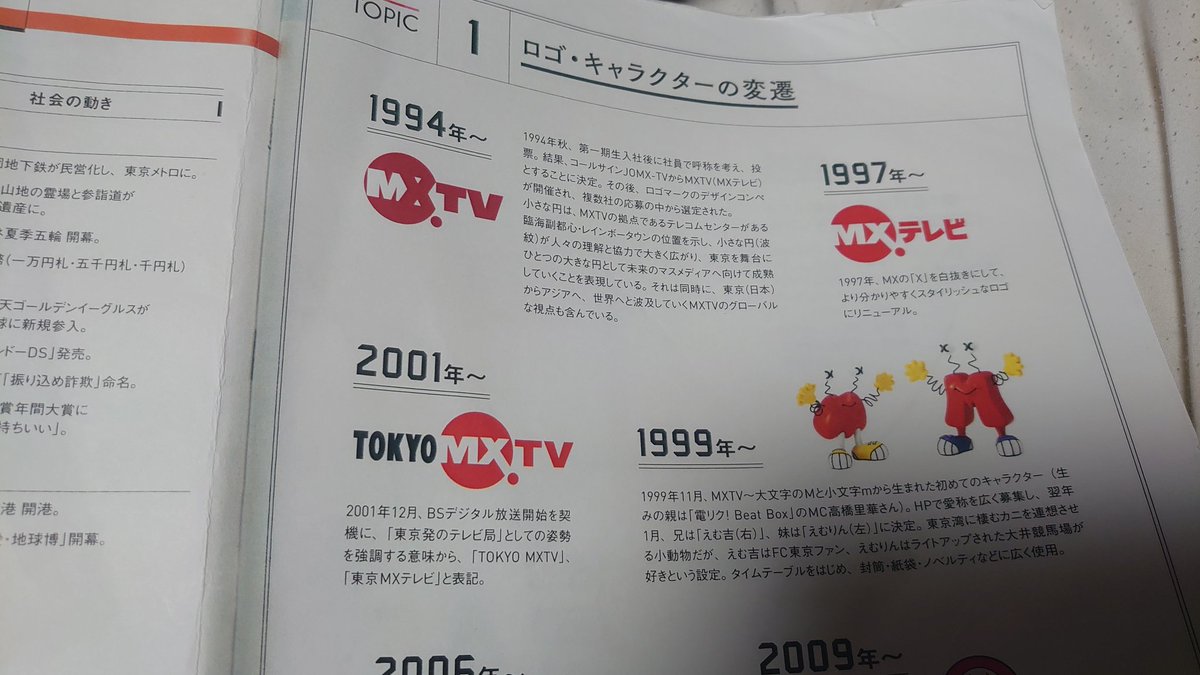 社会の動き
地下鉄が民営化し、東京メトロに。
山地の霊場と参詣道が
遺産に。
夏季五輪 開幕。
(一万円札・五千円札・千円札)
天ゴールデンイーグルスが
球に新規参入。
ンドーDS」発売。
「振り込め詐欺」命名。
賞年間大賞に
持ちいい」。
港 開港。
・地球博」開幕。
TOPIC
1
ロゴ・キャラクターの変遷
1994年〜
MXTV
1994年秋、第一期生入社後に社員で呼称を考え、投
票。結果、コールサインJOMX-TVからMXTV(MXテレビ)
とすることに決定。その後、ロゴマークのデザインコンペ
が開催され、複数社の応募の中から選定された。
小さな円は、MXTVの拠点であるテレコムセンターがある
臨海副都心・レインボータウンの位置を示し、小さな円(波
紋)が人々の理解と協力で大きく広がり、東京を舞台に
ひとつの大きな円として未来のマスメディアへ向けて成熟
していくことを表現している。それは同時に、東京(日本)
からアジアへ、世界へと波及していくMXTVのグローバル
な視点も含んでいる。
1997年〜
MXテレビ
1997年、MXの「X」を白抜きにして、
より分かりやすくスタイリッシュなロゴ
にリニューアル。
2001年〜
TOKYO MXTV
2001年12月、BSデジタル放送開始を契
機に、「東京発のテレビ局」としての姿勢
を強調する意味から、「TOKYO MXTV」、
「東京MXテレビ」と表記。
1999年〜
1999年11月、MXTV〜大文字のMと小文字mから生まれた初めてのキャラクター(生
みの親は「電リク! Beat Box」のMC高橋里華さん)。HPで愛称を広く募集し、翌年
1月、兄は「えむ吉(右)」、妹は「えむりん(左)」に決定。東京湾に棲むカニを連想させ
る小動物だが、えむ吉はFC東京ファン、えむりんはライトアップされた大井競馬場が
好きという設定。タイムテーブルをはじめ、封筒・紙袋・ノベルティなどに広く使用。
2006年〜
2009年〜